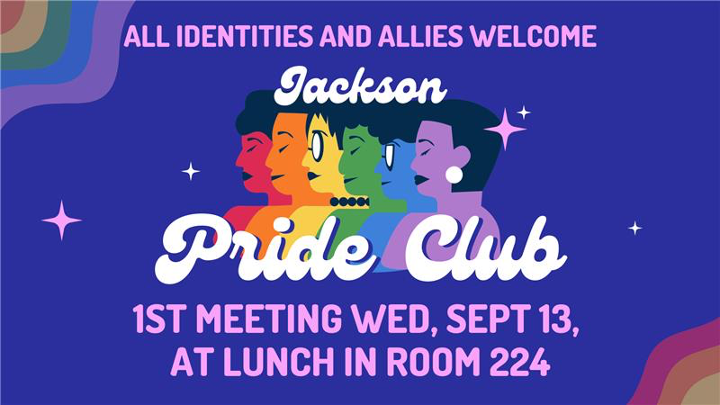 ALL IDENTITIES AND ALLIES WELCOME
Jackson
Pride Club
1ST MEETING WED, SEPT 13,
AT LUNCH IN ROOM 224